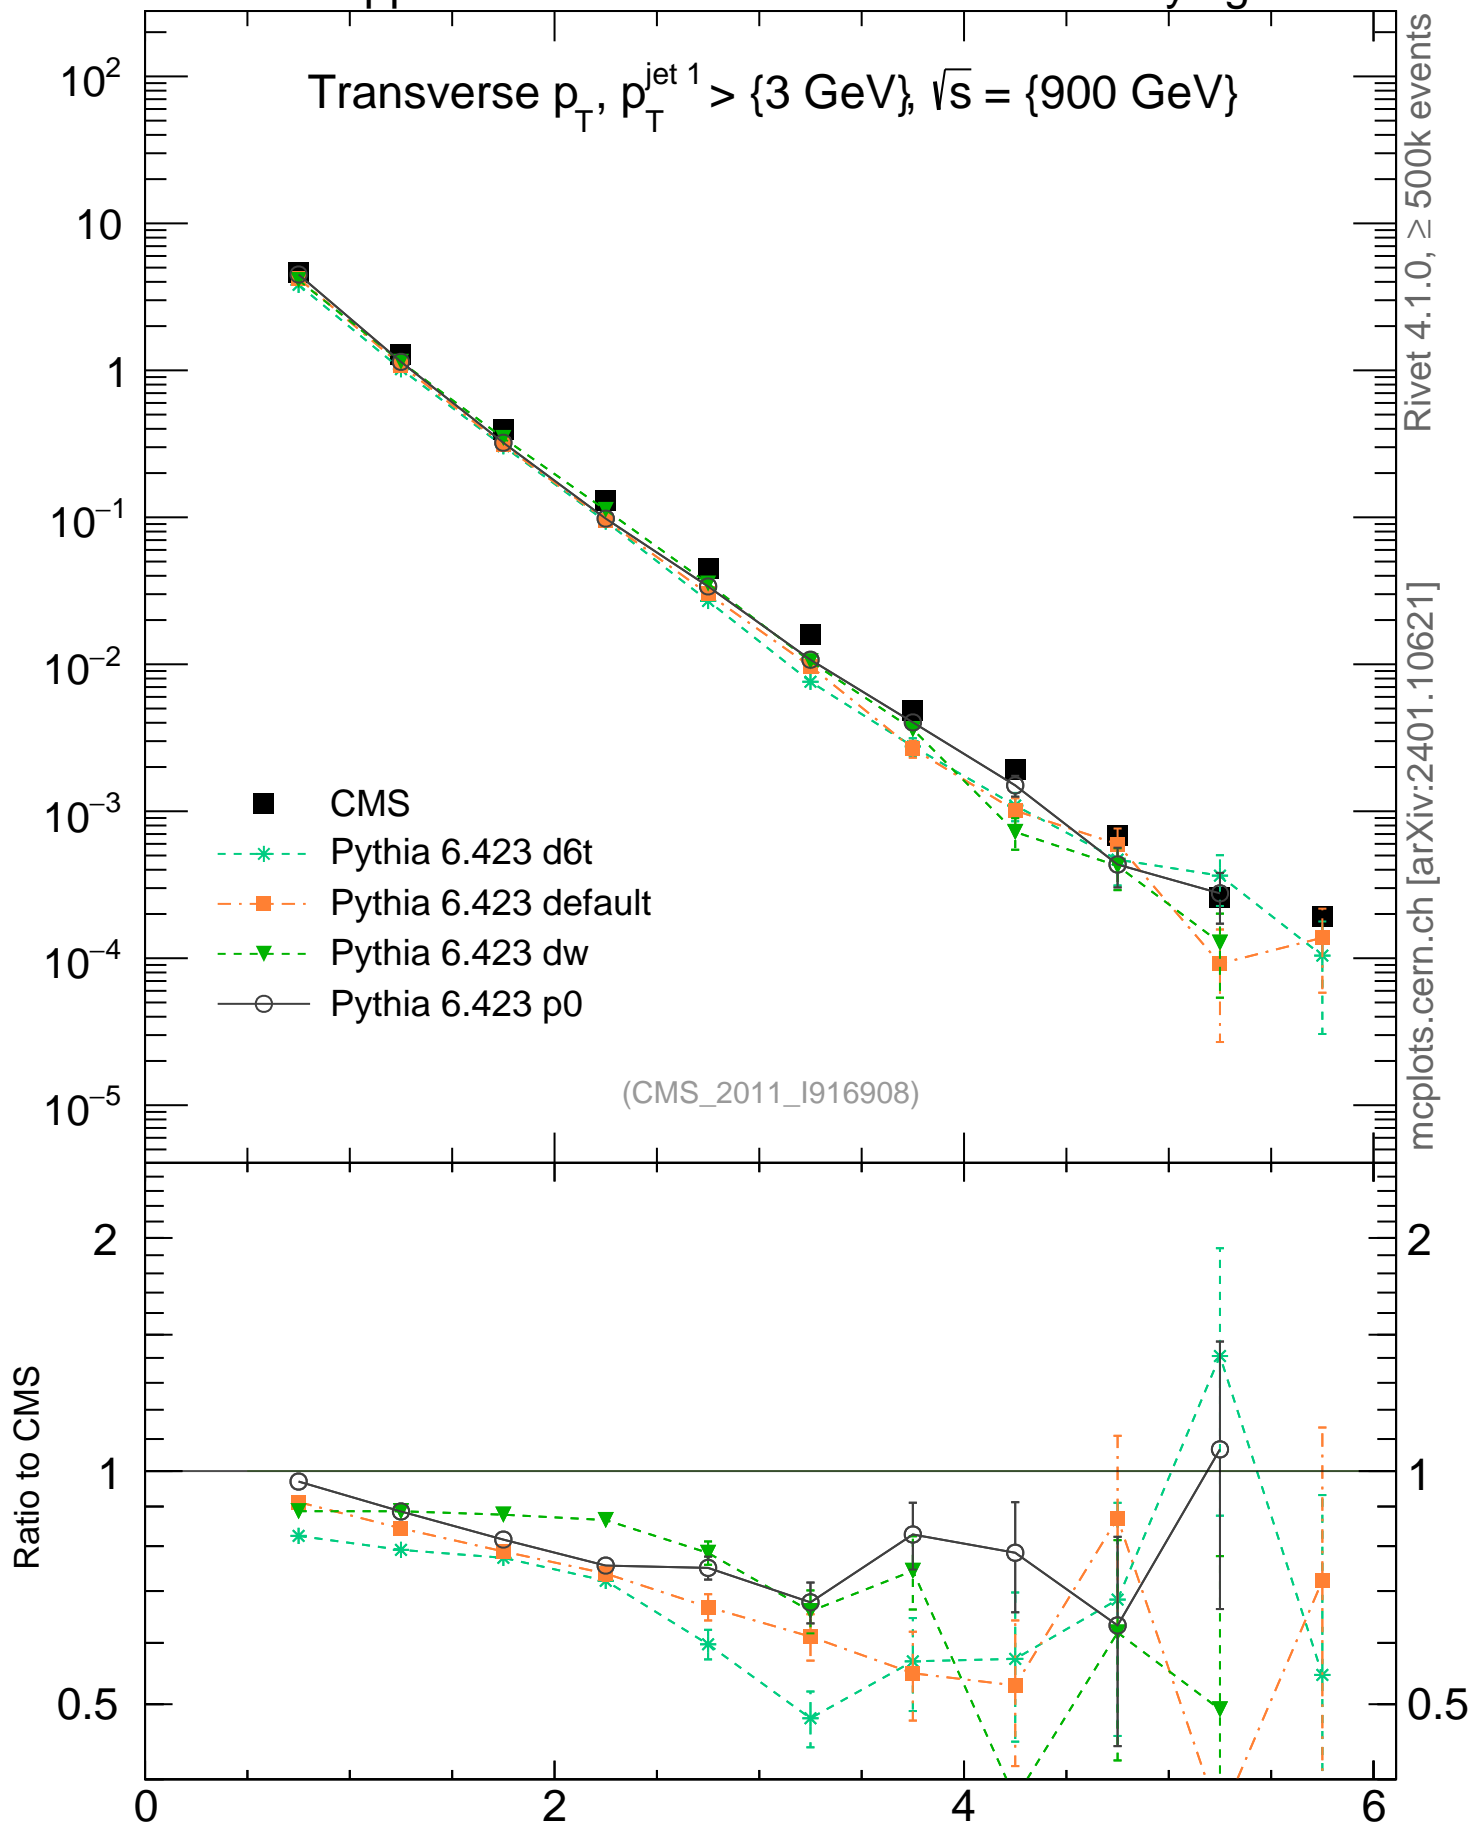 Transverse p_T, p_T^{jet 1} > {3 GeV}, √s = {900 GeV}
10²
10
1
10⁻¹
10⁻²
10⁻³
10⁻⁴
10⁻⁵
CMS
Pythia 6.423 d6t
Pythia 6.423 default
Pythia 6.423 dw
Pythia 6.423 p0
(CMS_2011_I916908)
Rivet 4.1.0, ≥ 500k events
mcplots.cern.ch [arXiv:2401.10621]
Ratio to CMS
2
1
0.5
2
1
0.5
0
2
4
6